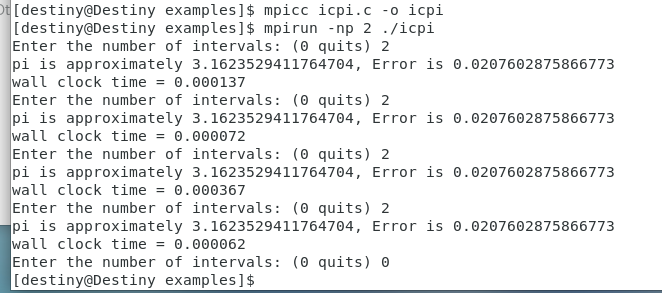 [destiny@Destiny examples]$ mpicc icpi.c -o icpi
[destiny@Destiny examples]$ mpirun -np 2 ./icpi
Enter the number of intervals: (0 quits) 2
pi is approximately 3.1623529411764704, Error is 0.0207602875866773
wall clock time = 0.000137
Enter the number of intervals: (0 quits) 2
pi is approximately 3.1623529411764704, Error is 0.0207602875866773
wall clock time = 0.000072
Enter the number of intervals: (0 quits) 2
pi is approximately 3.1623529411764704, Error is 0.0207602875866773
wall clock time = 0.000367
Enter the number of intervals: (0 quits) 2
pi is approximately 3.1623529411764704, Error is 0.0207602875866773
wall clock time = 0.000062
Enter the number of intervals: (0 quits) 0
[destiny@Destiny examples]$